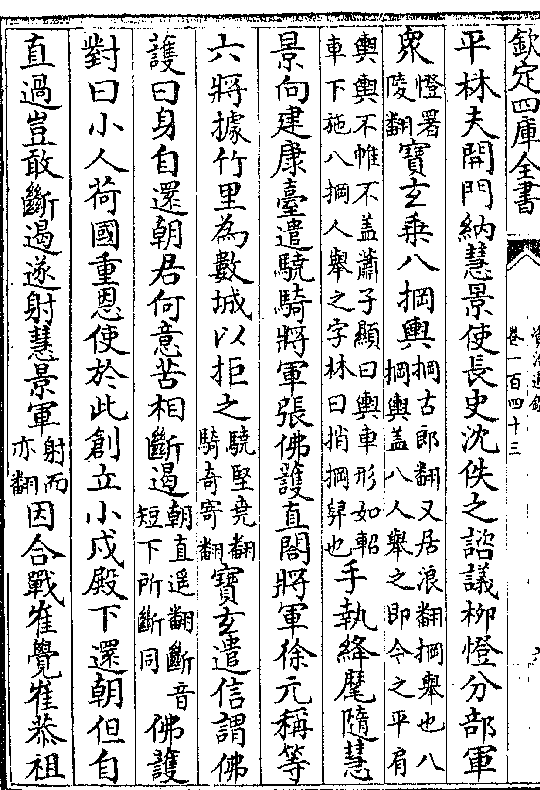 欽定四庫全書
資治通鑑
卷一百四十三
平林夫開門納慧景使長史沈佚之諮議柳燈分部軍
衆燈署陵翻寶玄乗八掆輿掆古郎翻又居浪翻掆舉也八掆輿盖八人舉之即今之平肩
輿輿不帷不盖蕭子顯曰輿車形如軺車下施八掆人舉之字林曰捎掆舁也手執絳麾隨慧
景向建康臺遣驍騎將軍張佛護直閣將軍徐元稱等
六將據竹里為數城以拒之驍堅堯翻騎奇寄翻寶玄遣信謂佛
護曰身自還朝君何意苦相斷遏朝直遥翻斷音短下所斷同佛護
對曰小人荷國重恩使於此創立小戍殿下還朝但自
直過豈敢斷遏遂射慧景軍射而亦翻因合戰崔覺崔恭祖